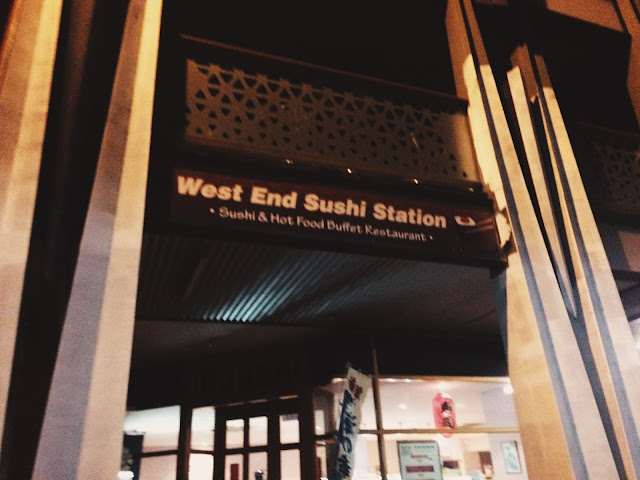 West End Sushi Station
• Sushi & Hot Food Buffet Restaurant •